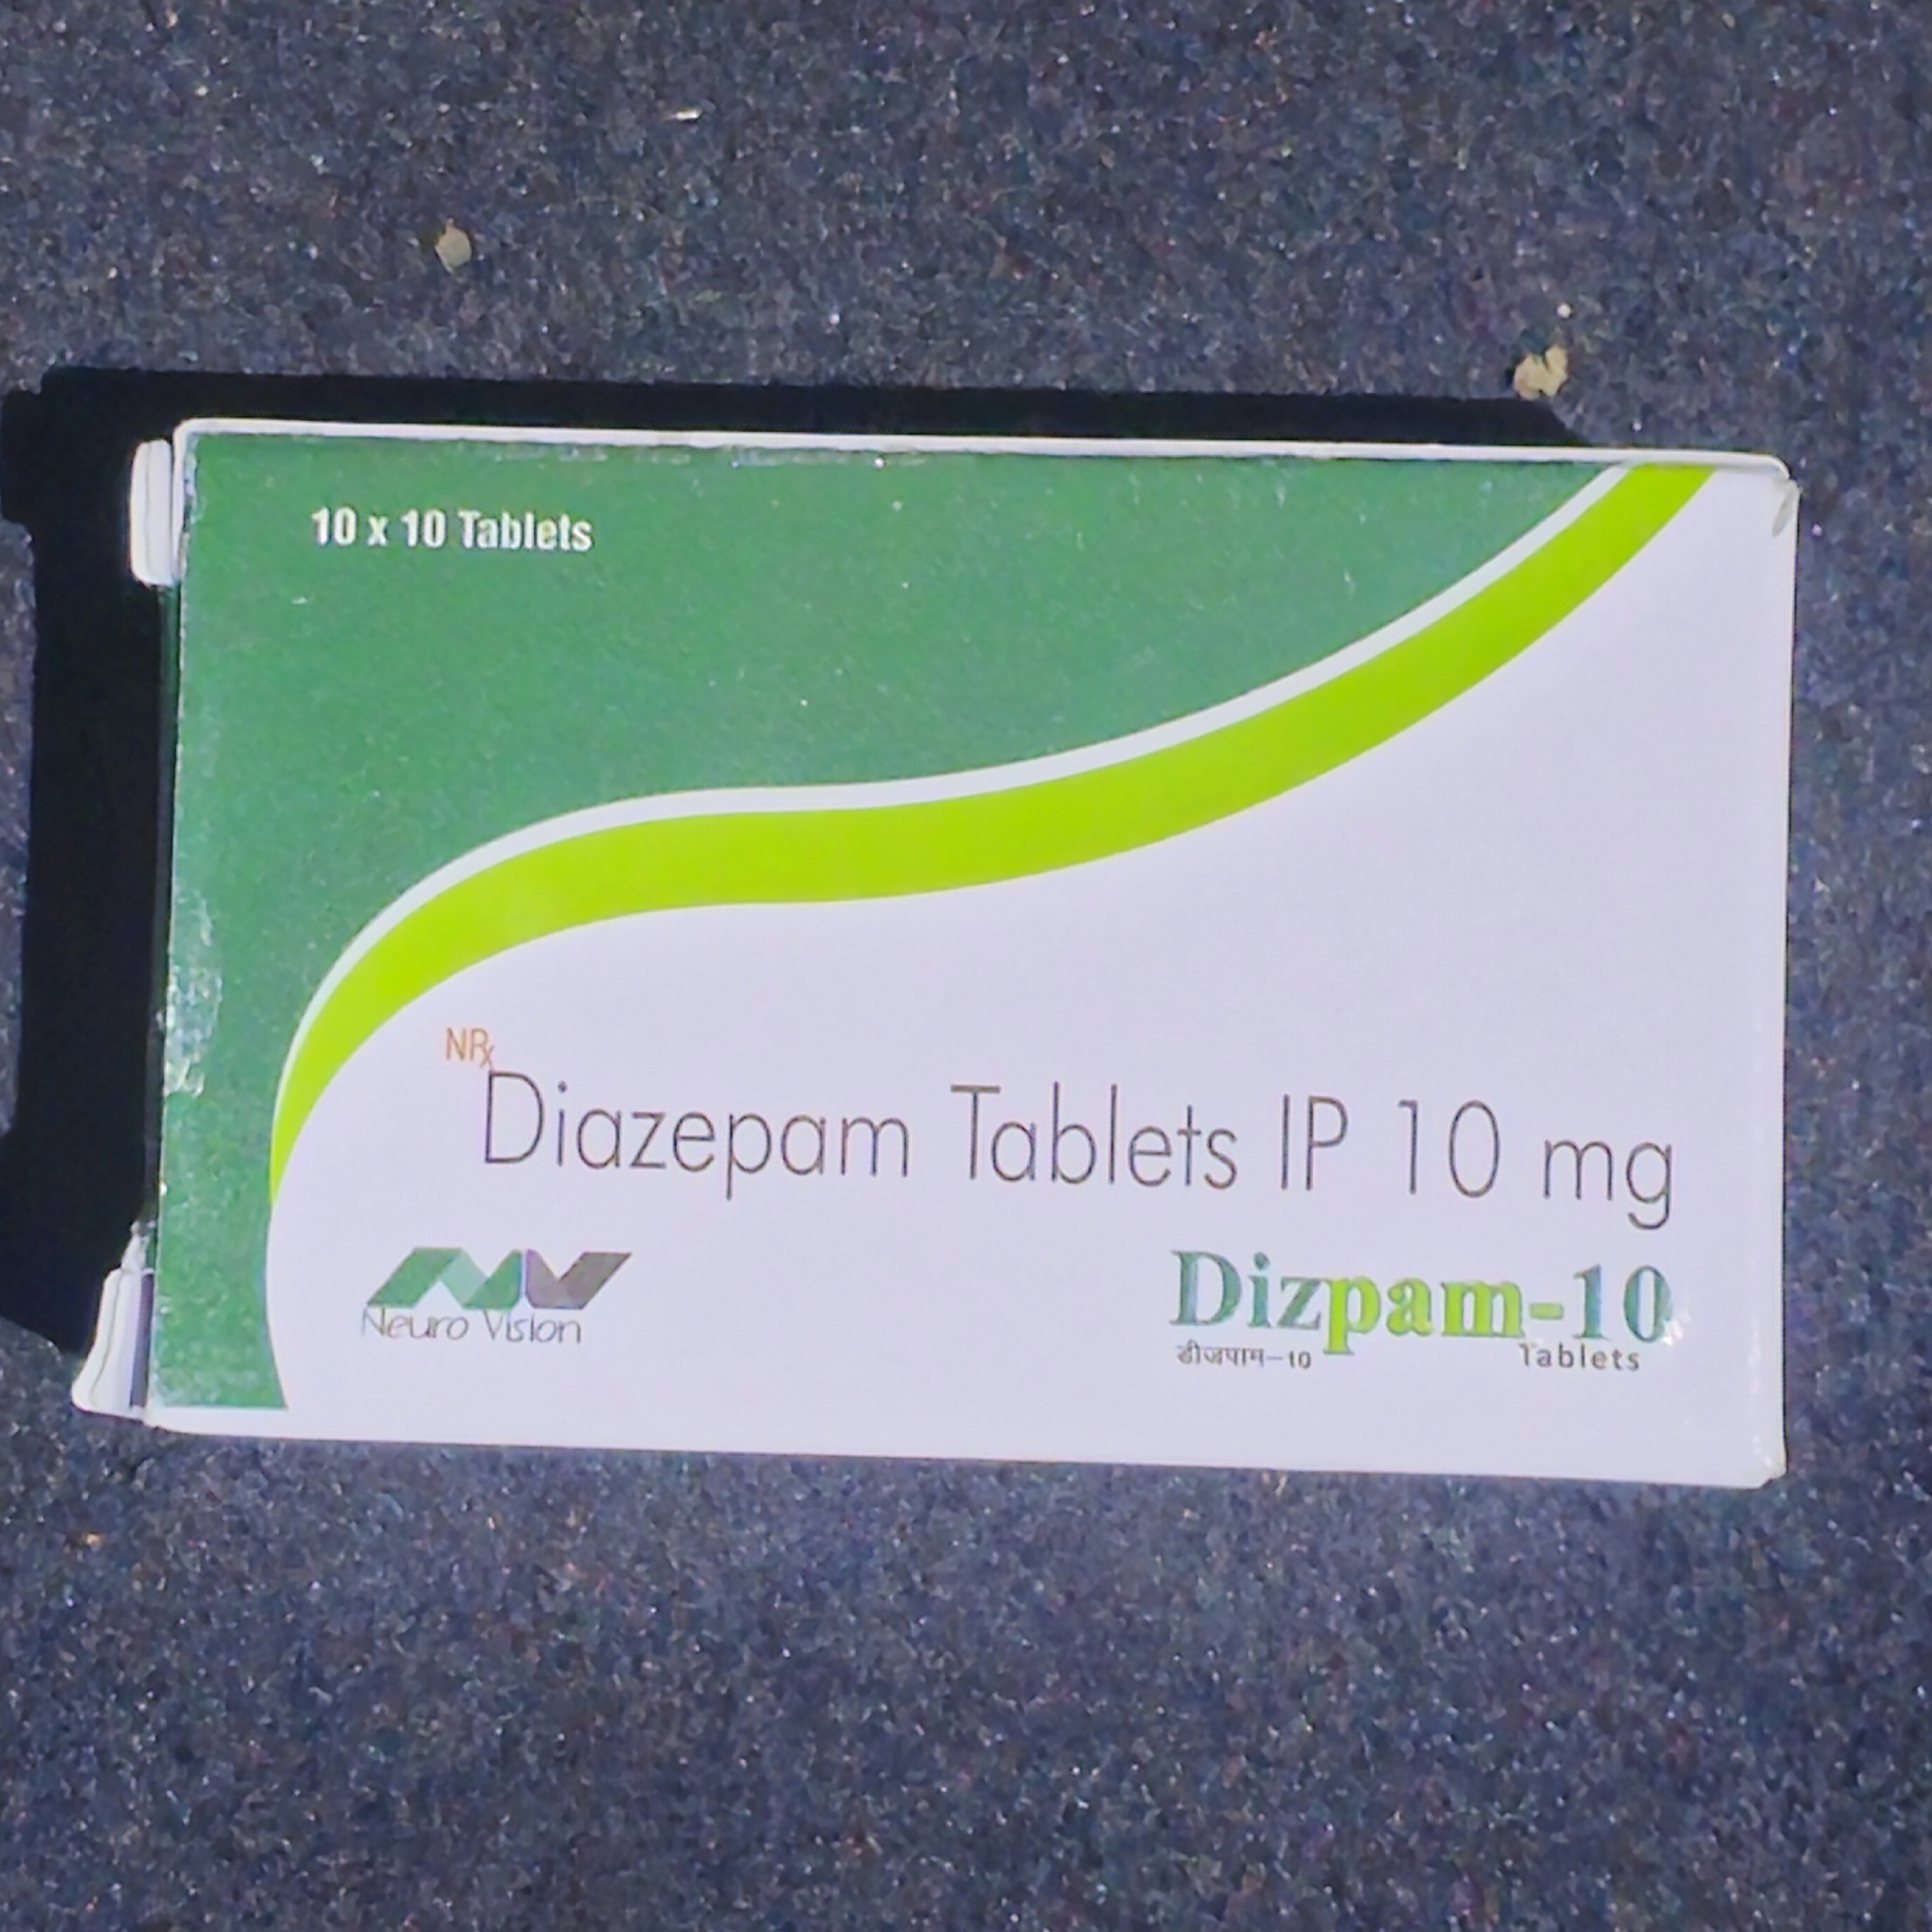 10 x 10 Tablets
NRx
Diazepam Tablets IP 10 mg
Neuro Vision
Dizpam-10
डीजपाम-10 Tablets